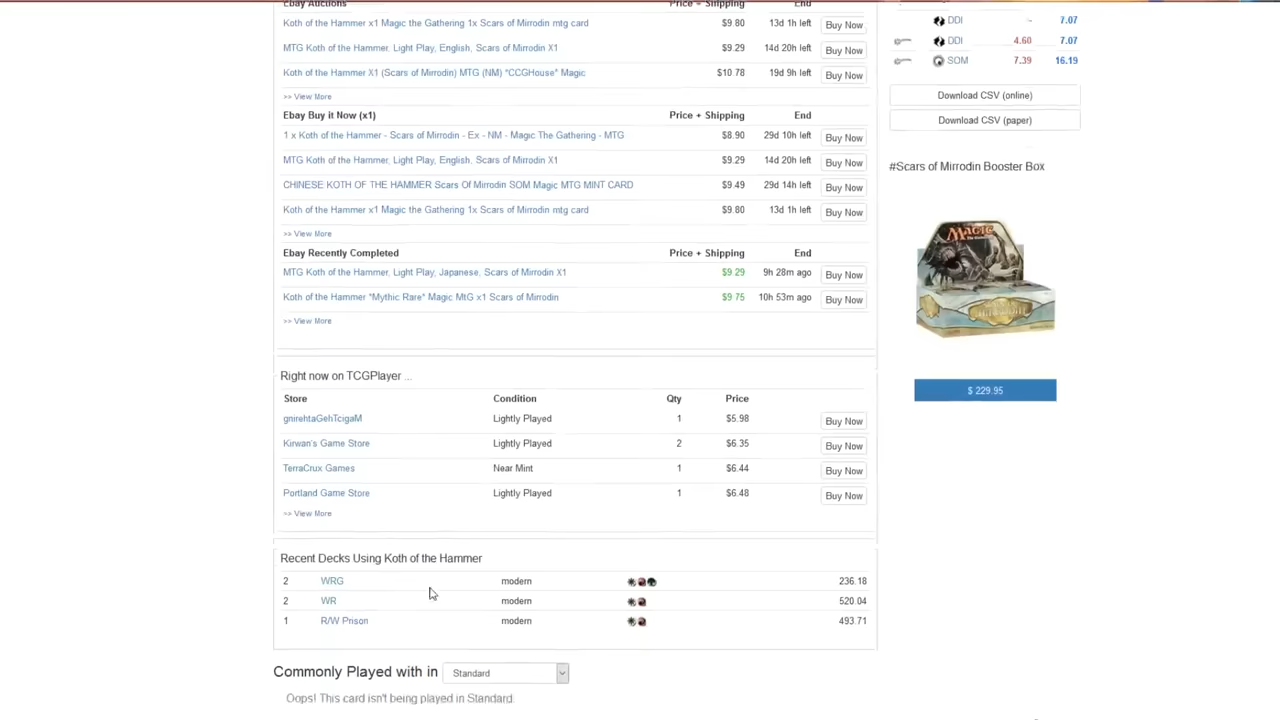 Ebay Auctions Price + Shipping End
Koth of the Hammer x1 Magic the Gathering 1x Scars of Mirrodin mtg card $9.80 13d 1h left Buy Now
MTG Koth of the Hammer, Light Play, English, Scars of Mirrodin X1 $9.29 14d 20h left Buy Now
Koth of the Hammer X1 (Scars of Mirrodin) MTG (NM) *CCGHouse* Magic $10.78 19d 9h left Buy Now
>> View More
Ebay Buy it Now (x1) Price + Shipping End
1 x Koth of the Hammer - Scars of Mirrodin - Ex - NM - Magic The Gathering - MTG $8.90 29d 10h left Buy Now
MTG Koth of the Hammer, Light Play, English, Scars of Mirrodin X1 $9.29 14d 20h left Buy Now
CHINESE KOTH OF THE HAMMER Scars Of Mirrodin SOM Magic MTG MINT CARD $9.49 29d 14h left Buy Now
Koth of the Hammer x1 Magic the Gathering 1x Scars of Mirrodin mtg card $9.80 13d 1h left Buy Now
>> View More
Ebay Recently Completed Price + Shipping End
MTG Koth of the Hammer, Light Play, Japanese, Scars of Mirrodin X1 $9.29 9h 28m ago Buy Now
Koth of the Hammer *Mythic Rare* Magic MtG x1 Scars of Mirrodin $9.75 10h 53m ago Buy Now
>> View More
Right now on TCGPlayer ...
Store Condition Qty Price
gnirehtaGehTcigaM Lightly Played 1 $5.98 Buy Now
Kirwan's Game Store Lightly Played 2 $6.35 Buy Now
TerraCrux Games Near Mint 1 $6.44 Buy Now
Portland Game Store Lightly Played 1 $6.48 Buy Now
>> View More
Recent Decks Using Koth of the Hammer
2 WRG modern 236.18
2 WR modern 520.04
1 R/W Prison modern 493.71
Commonly Played with in Standard
Oops! This card isn't being played in Standard.
DDI - 7.07
DDI 4.60 7.07
SOM 7.39 16.19
Download CSV (online)
Download CSV (paper)
#Scars of Mirrodin Booster Box
Magic
$ 229.95